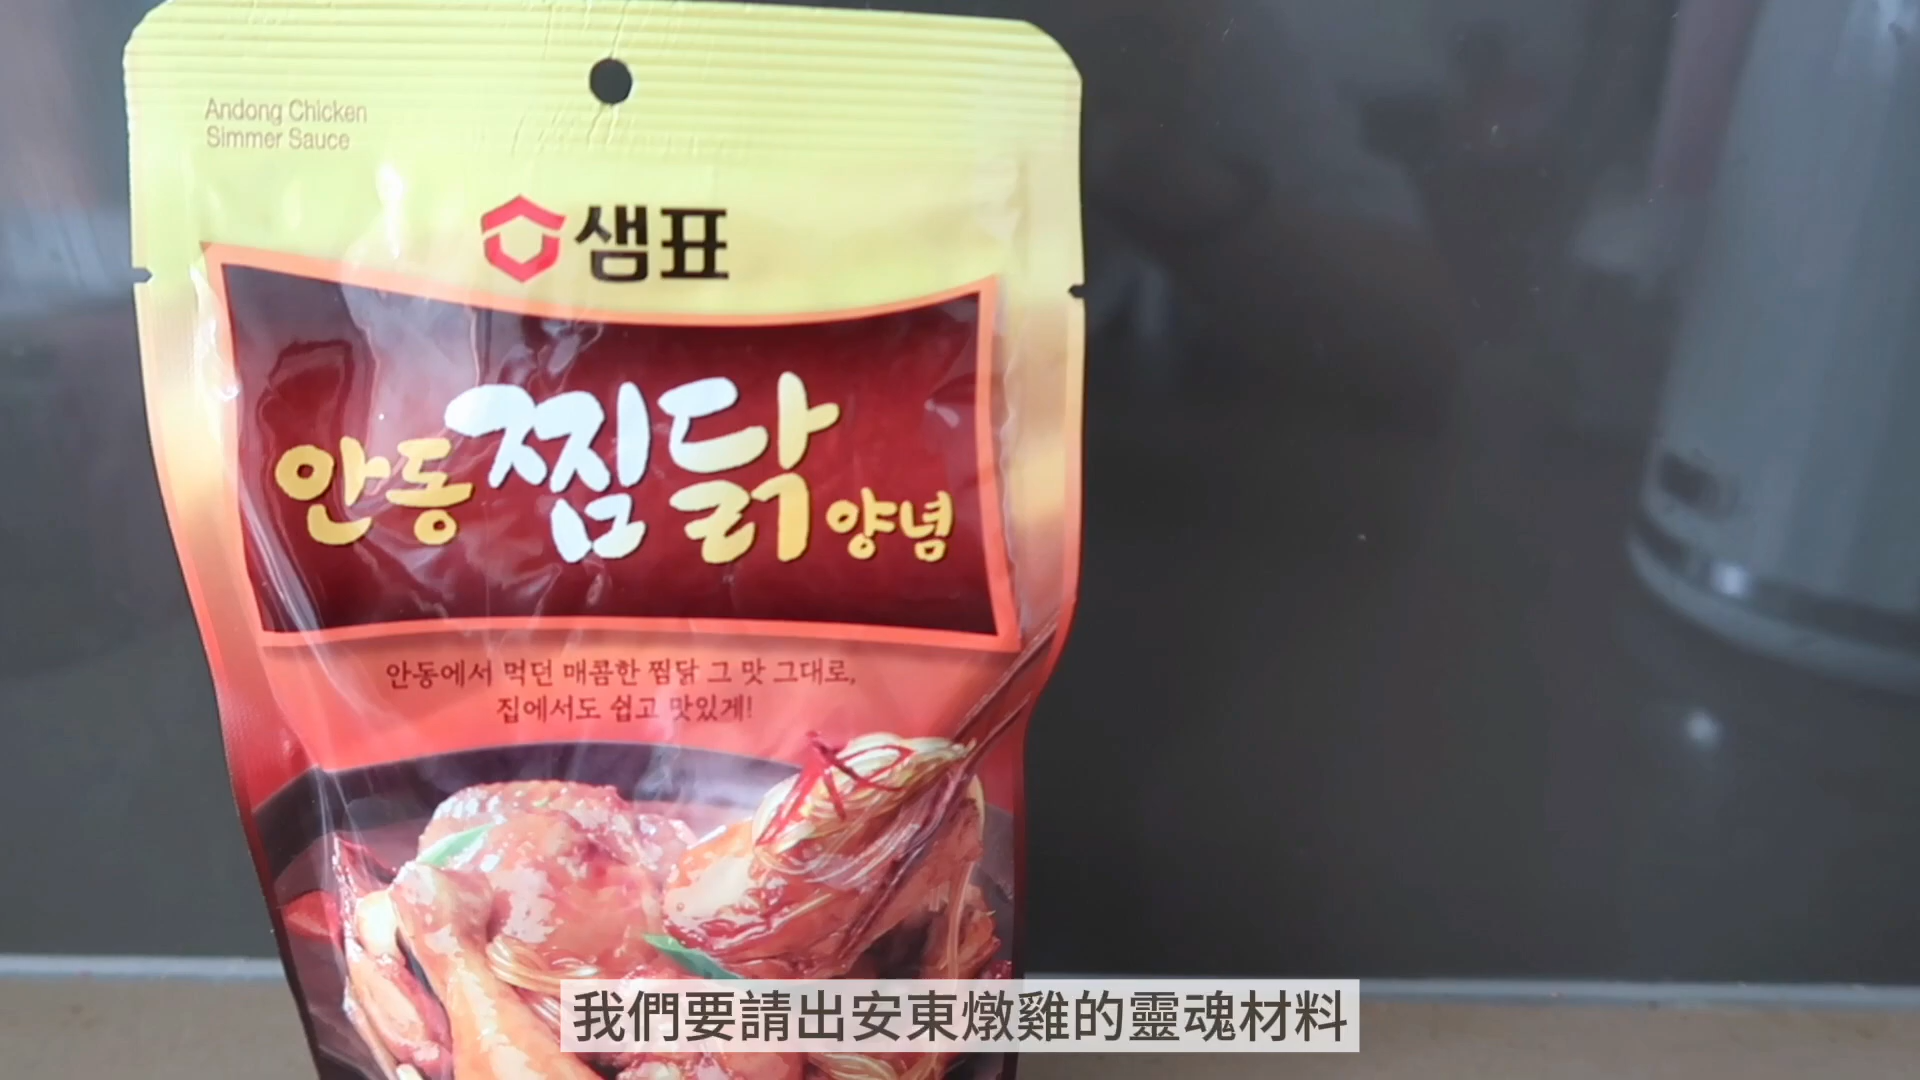 Andong Chicken
Simmer Sauce
샘표
안동찜닭양념
안동에서 먹던 매콤한 찜닭 그 맛 그대로,
집에서도 쉽고 맛있게!
我們要請出安東燉雞的靈魂材料